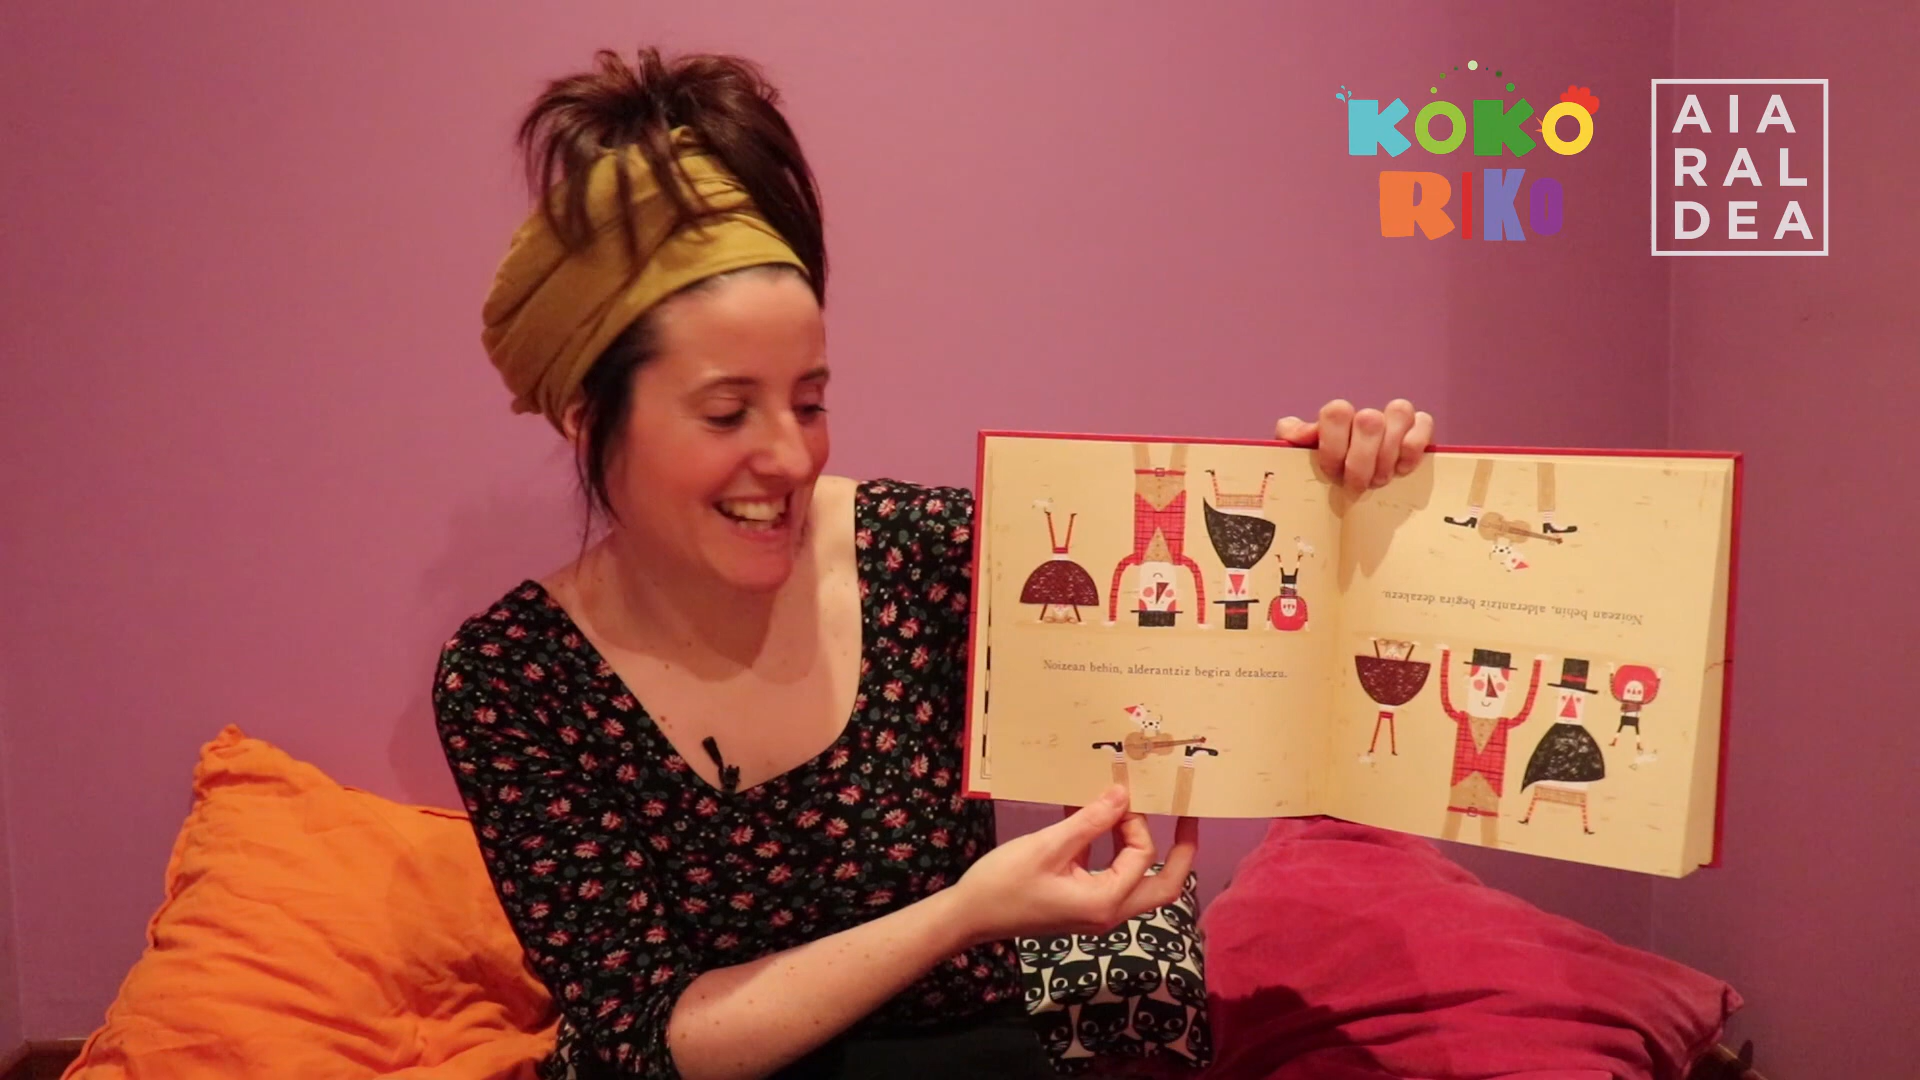 KOKO
RIKO
AIA
RAL
DEA
Noizean behin, alderantziz begira dezakezu.
Noizean behin, alderantziz begira dezakezu.